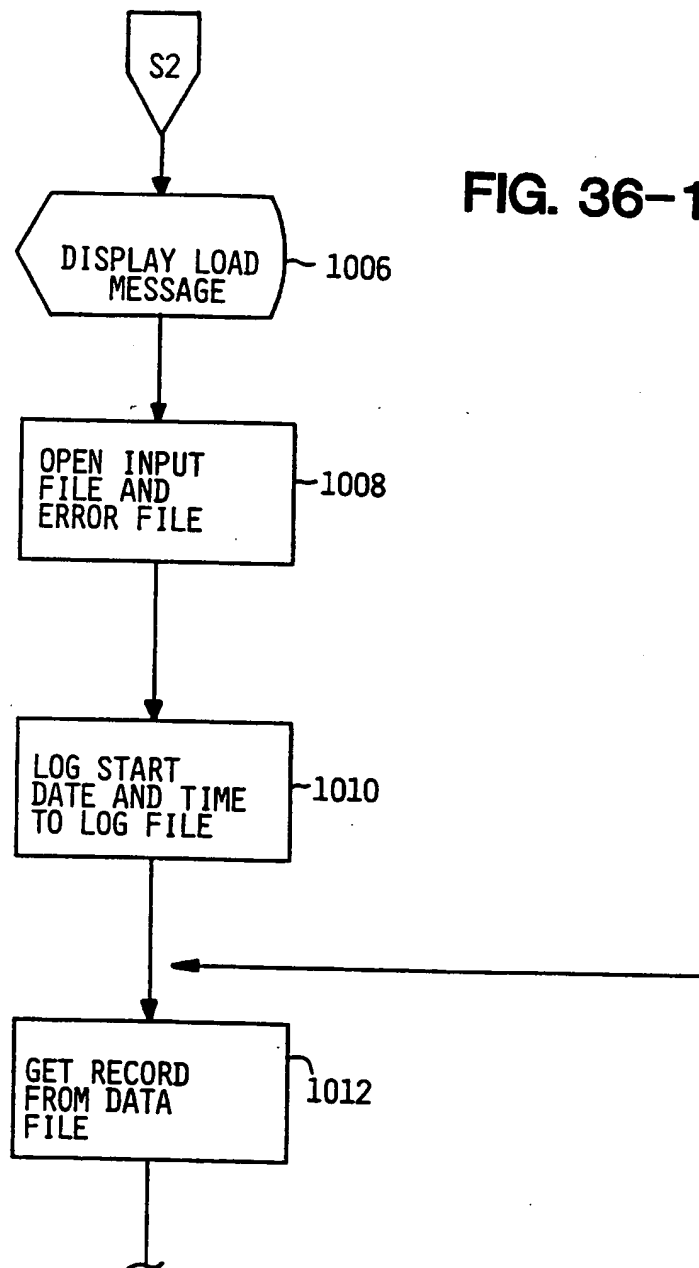 S2
FIG. 36-1
DISPLAY LOAD
MESSAGE
1006
OPEN INPUT
FILE AND
ERROR FILE
1008
LOG START
DATE AND TIME
TO LOG FILE
1010
GET RECORD
FROM DATA
FILE
1012